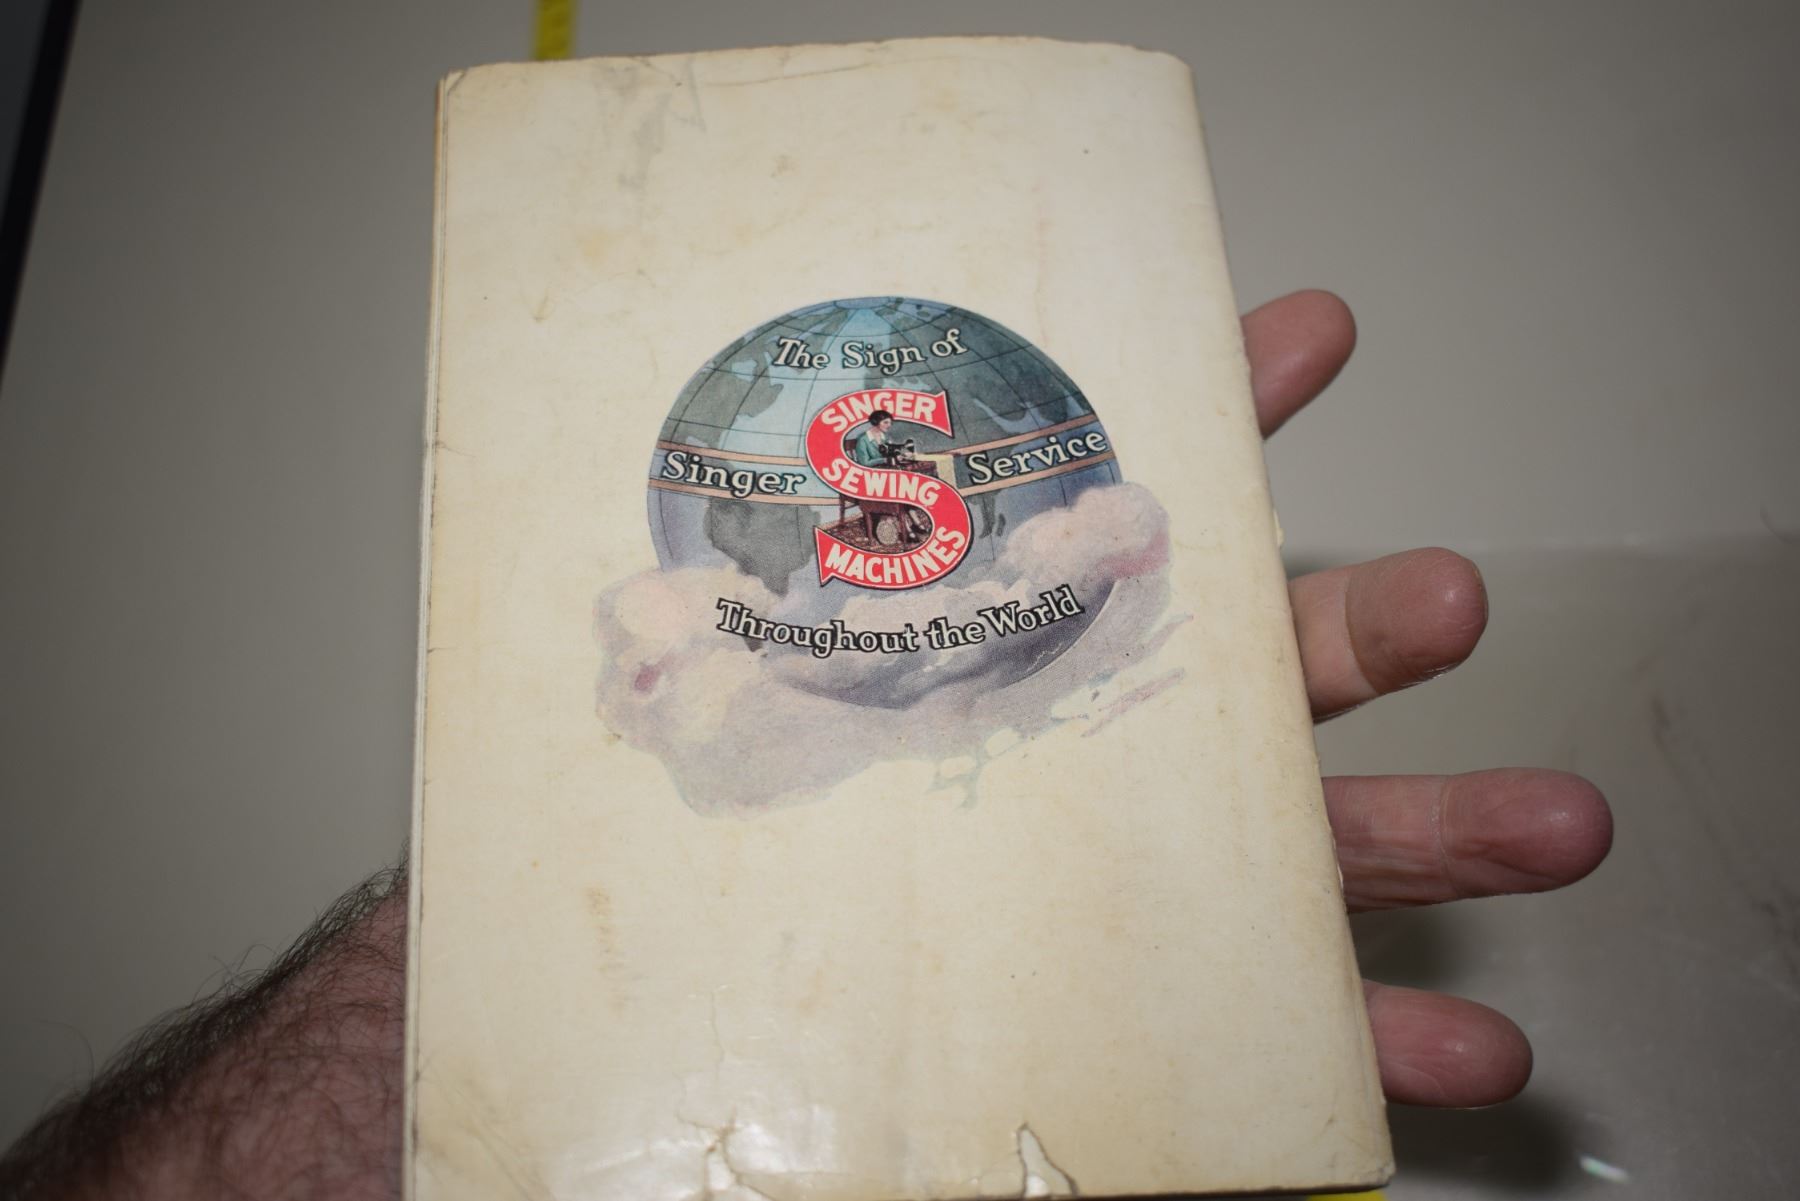 The Sign of
SINGER
SEWING
MACHINES
Singer Service
Throughout the World